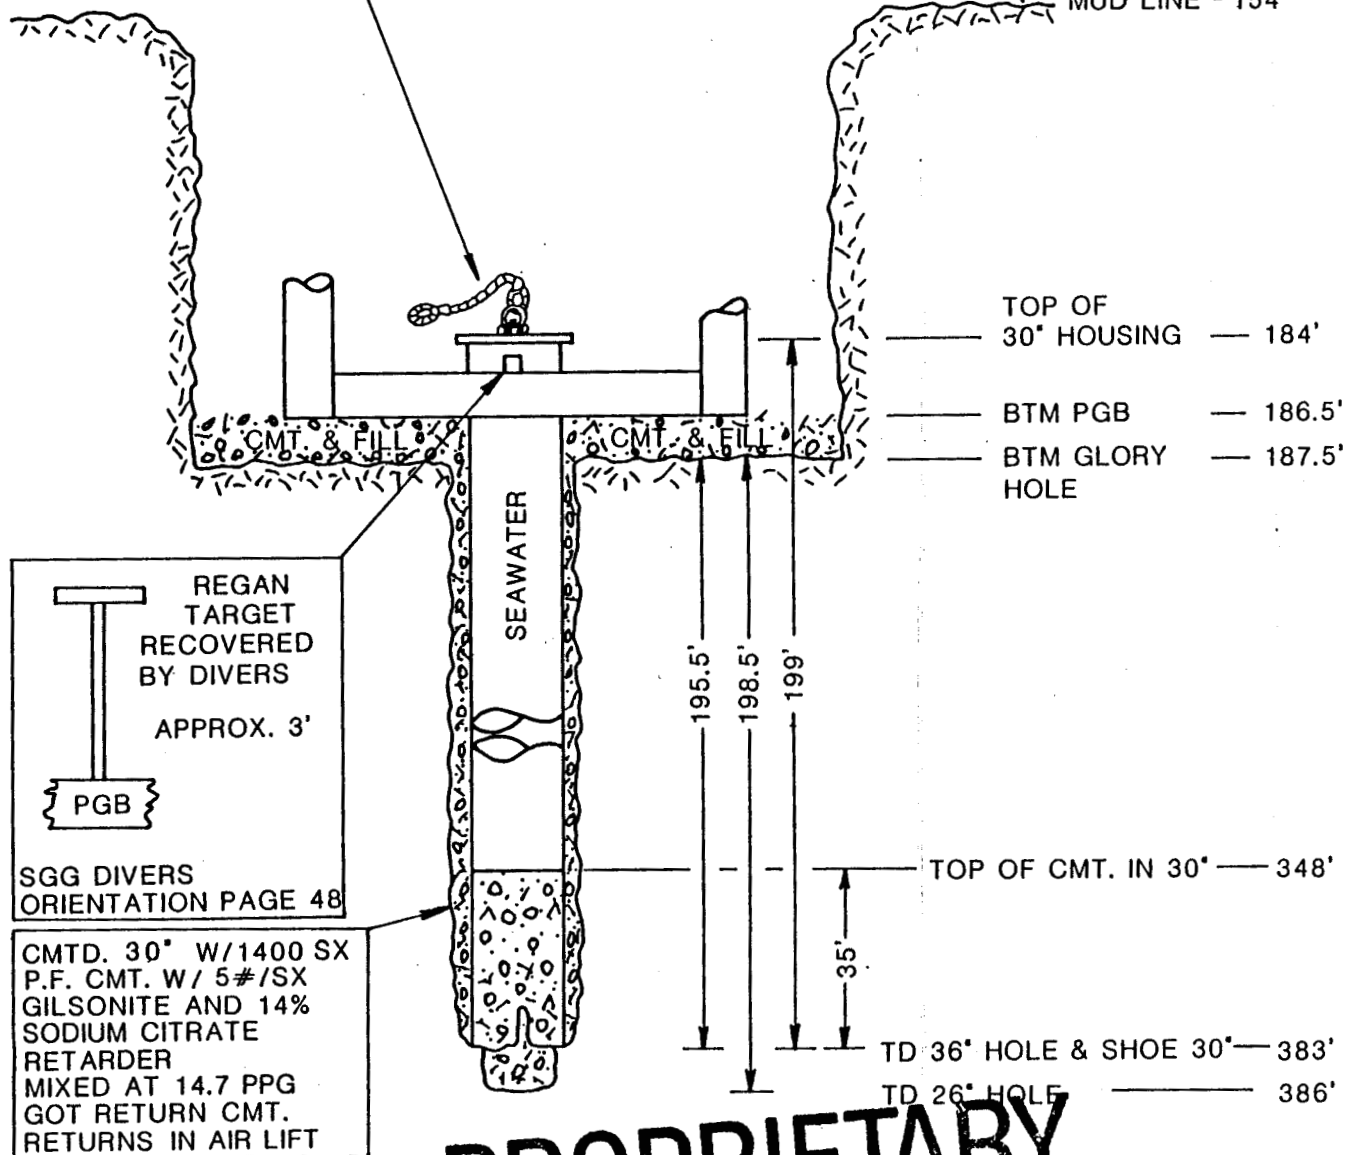 MUD LINE - 154'
TOP OF
30" HOUSING — 184'
BTM PGB — 186.5'
BTM GLORY — 187.5'
HOLE
CMT. & FILL
CMT. & FILL
SEAWATER
195.5'
198.5'
199'
REGAN
TARGET
RECOVERED
BY DIVERS
APPROX. 3'
PGB
SGG DIVERS
ORIENTATION PAGE 48
TOP OF CMT. IN 30" — 348'
35'
TD 36" HOLE & SHOE 30" — 383'
TD 26" HOLE — 386'
CMTD. 30" W/1400 SX
P.F. CMT. W/ 5#/SX
GILSONITE AND 14%
SODIUM CITRATE
RETARDER
MIXED AT 14.7 PPG
GOT RETURN CMT.
RETURNS IN AIR LIFT
PROPRIETARY